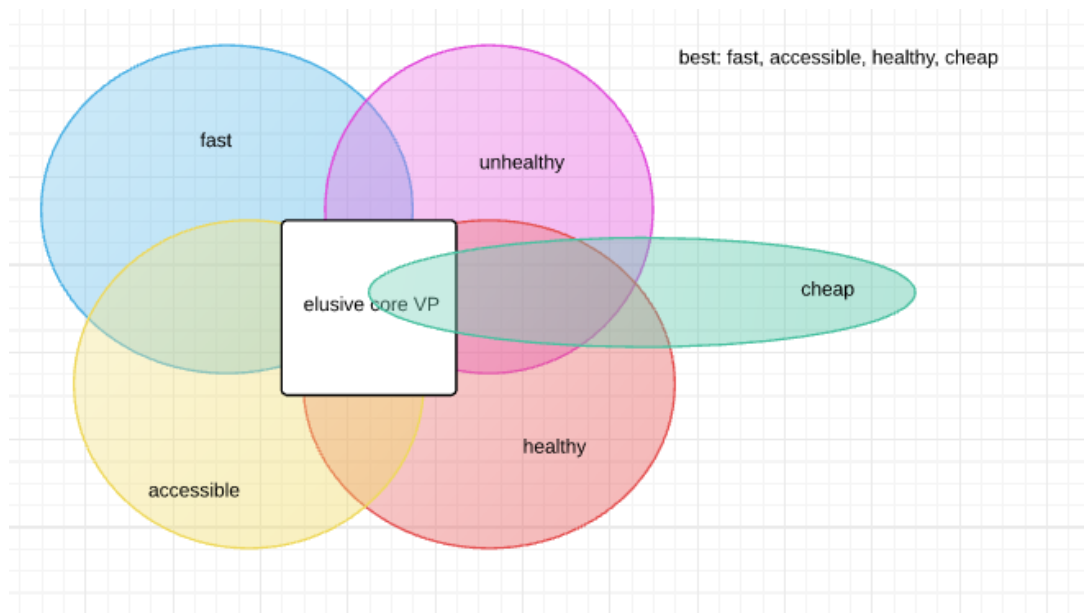 best: fast, accessible, healthy, cheap
fast
unhealthy
cheap
elusive core VP
healthy
accessible